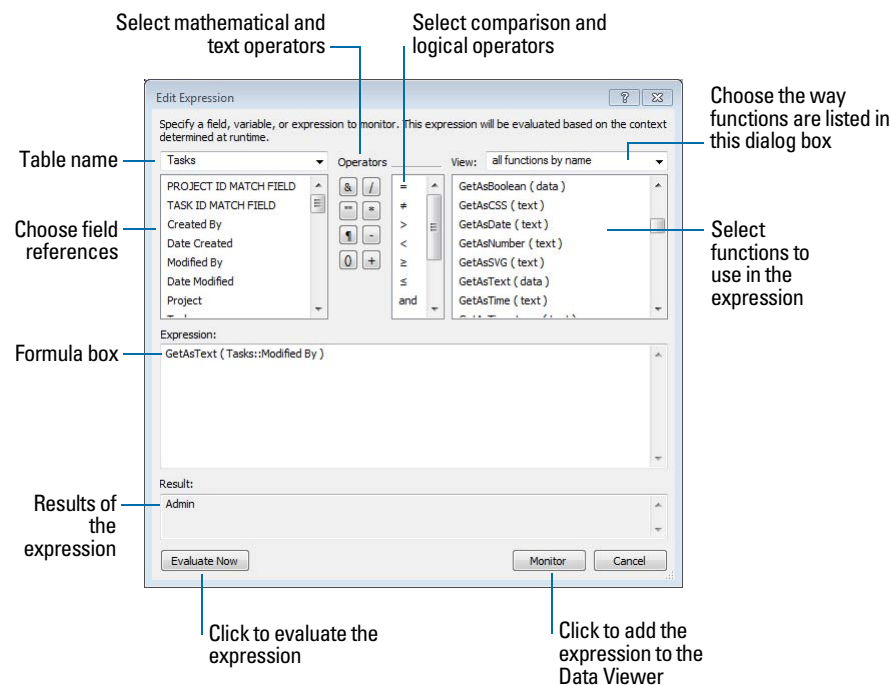 Select mathematical and
text operators
Select comparison and
logical operators
Edit Expression
Specify a field, variable, or expression to monitor. This expression will be evaluated based on the context
determined at runtime.
Choose the way
functions are listed in
this dialog box
Table name
Tasks
Operators
View:
all functions by name
PROJECT ID MATCH FIELD
TASK ID MATCH FIELD
Created By
Date Created
Modified By
Date Modified
Project
& /
"" *
¶ -
() +
=
≠
>
<
≥
≤
and
GetAsBoolean ( data )
GetAsCSS ( text )
GetAsDate ( text )
GetAsNumber ( text )
GetAsSVG ( text )
GetAsText ( data )
GetAsTime ( text )
Choose field
references
Select
functions to
use in the
expression
Expression:
Formula box
GetAsText ( Tasks::Modified By )
Result:
Results of
the
expression
Admin
Evaluate Now
Monitor
Cancel
Click to evaluate the
expression
Click to add the
expression to the
Data Viewer